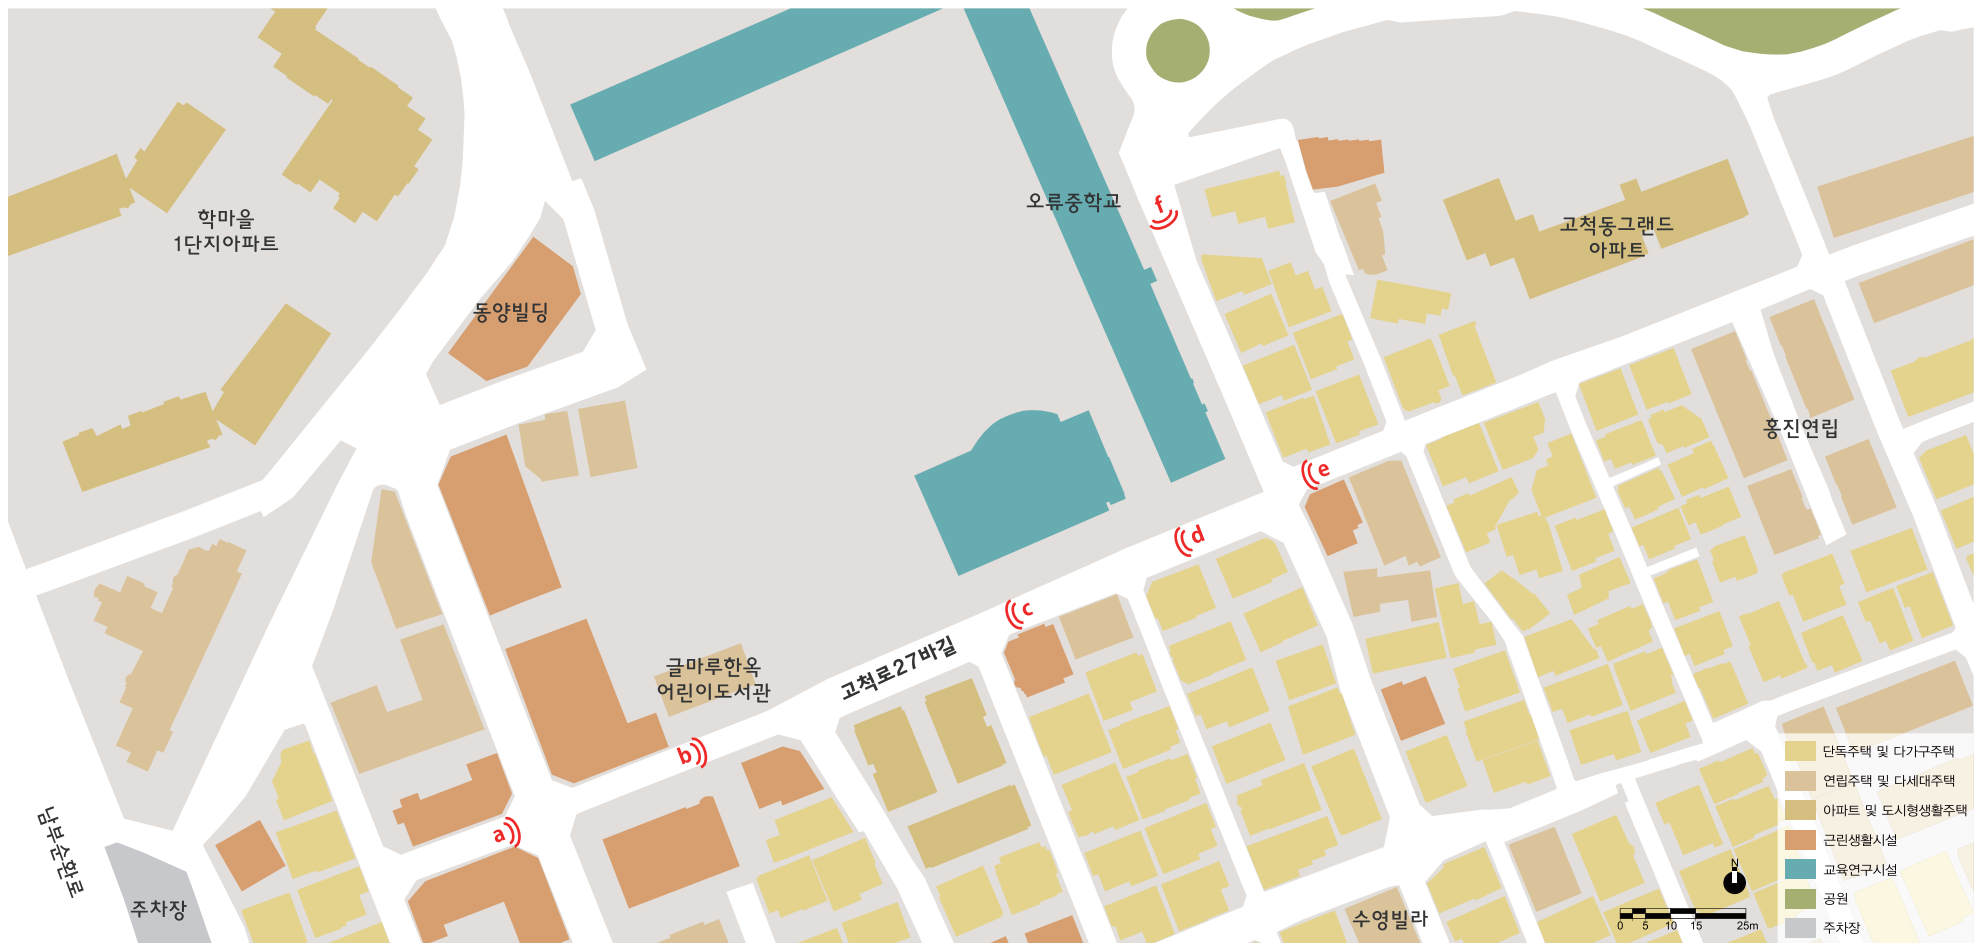 학마을
1단지아파트
동양빌딩
오류중학교
f
고척동그랜드
아파트
홍진연립
e
d
c
고척로27바길
글마루한옥
어린이도서관
b
a
남부순환로
주차장
수영빌라
단독주택 및 다가구주택
연립주택 및 다세대주택
아파트 및 도시형생활주택
근린생활시설
교육연구시설
공원
주차장
N
0 5 10 15 25m